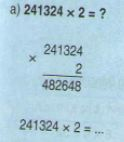 a) 241324 × 2 = ?
241324
×
2
482648
241324 × 2 = ...